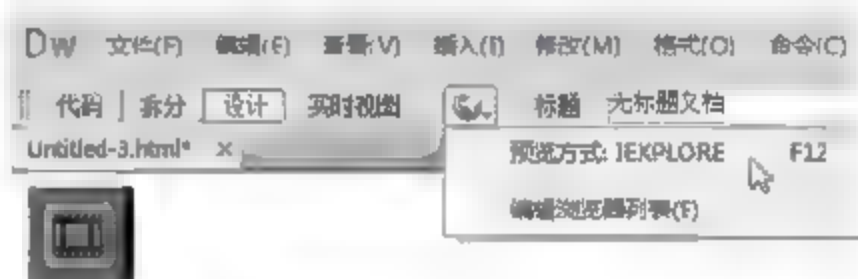 Dw 文件(F) 编辑(E) 查看(V) 插入(I) 修改(M) 格式(O) 命令(C)
代码 拆分 设计 实时视图 标题 无标题文档
Untitled-3.html* ×
预览方式: IEXPLORE F12
编辑浏览器列表(E)